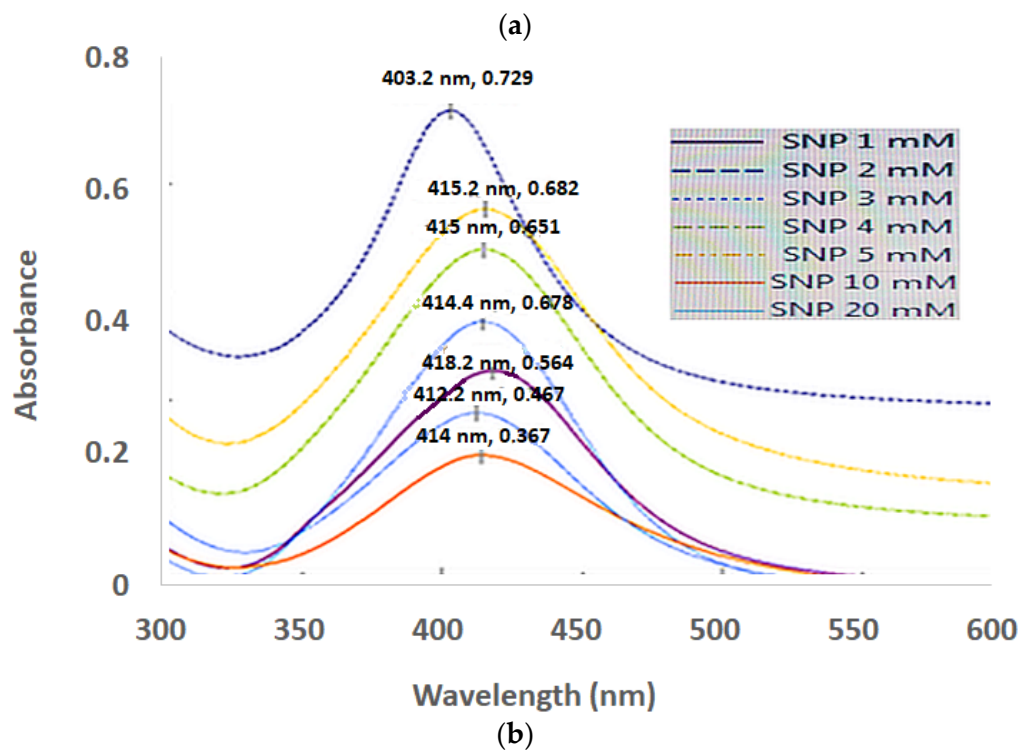 (a)
0.8
403.2 nm, 0.729
SNP 1 mM
SNP 2 mM
0.6
415.2 nm, 0.682
SNP 3 mM
415 nm, 0.651
SNP 4 mM
SNP 5 mM
SNP 10 mM
414.4 nm, 0.678
SNP 20 mM
0.4
418.2 nm, 0.564
412.2 nm, 0.467
414 nm, 0.367
0.2
0
Absorbance
300 350 400 450 500 550 600
Wavelength (nm)
(b)